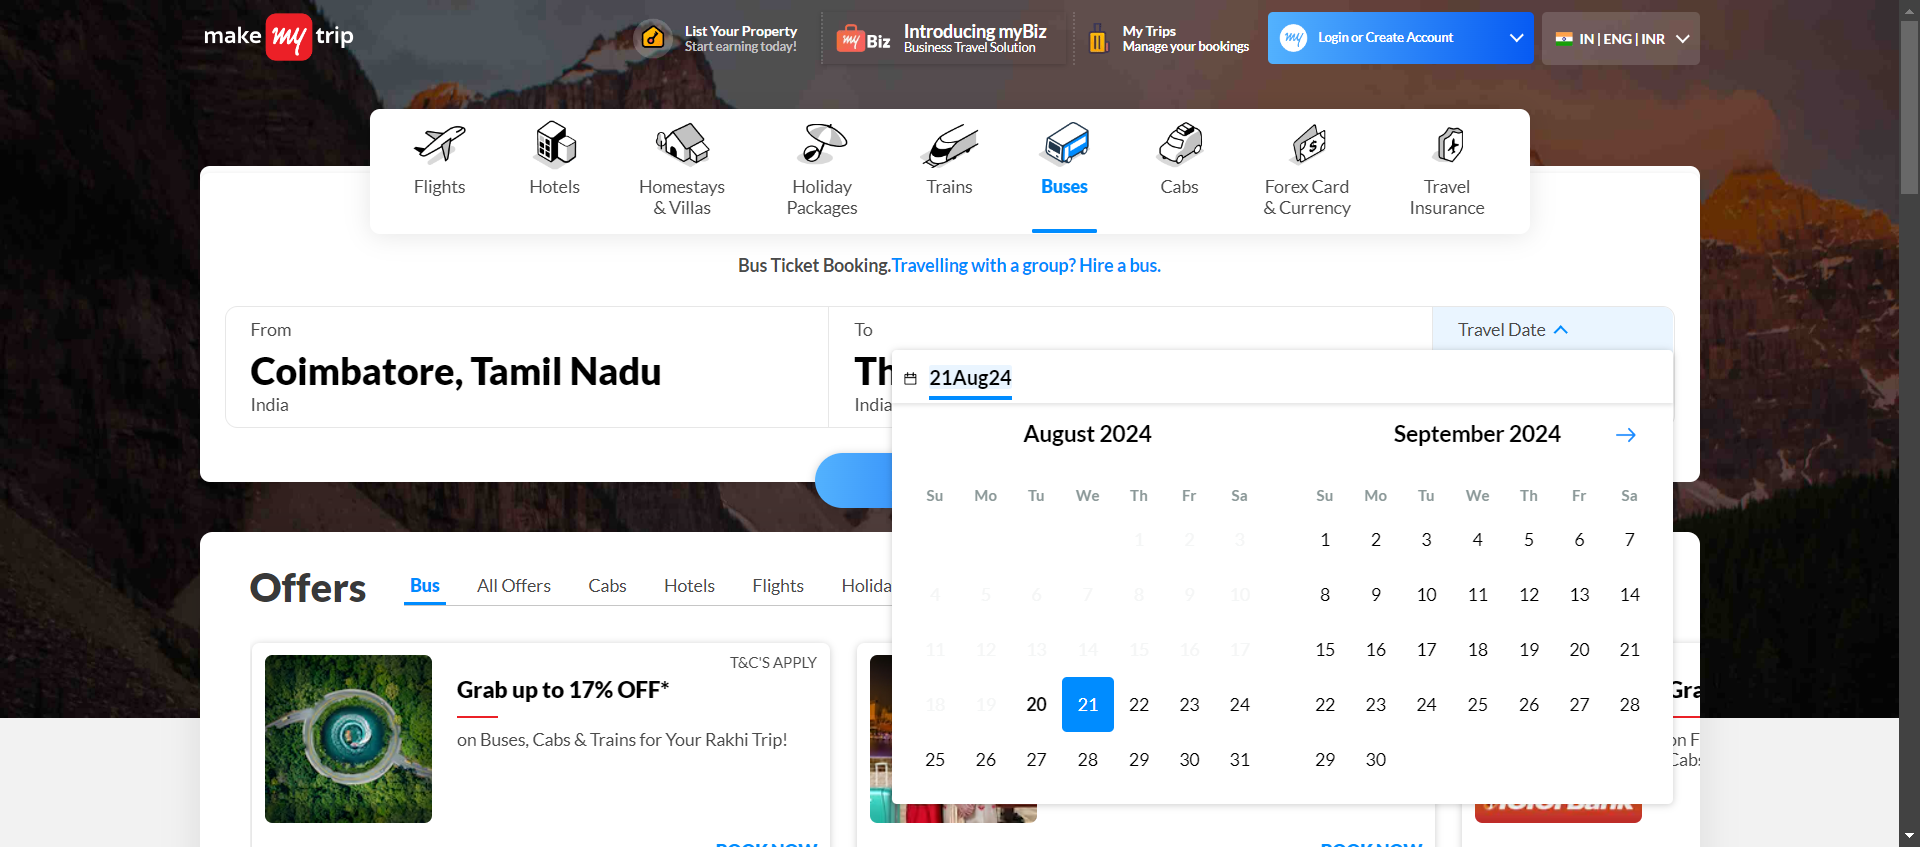 make my trip
List Your Property
Start earning today!
my Biz
Introducing myBiz
Business Travel Solution
My Trips
Manage your bookings
my
Login or Create Account
IN | ENG | INR
Flights
Hotels
Homestays
& Villas
Holiday
Packages
Trains
Buses
Cabs
Forex Card
& Currency
Travel
Insurance
Bus Ticket Booking.Travelling with a group? Hire a bus.
From
Coimbatore, Tamil Nadu
India
To
Th
India
Travel Date
21Aug24
August 2024
Su Mo Tu We Th Fr Sa
1 2 3
4 5 6 7 8 9 10
11 12 13 14 15 16 17
18 19 20 21 22 23 24
25 26 27 28 29 30 31
September 2024
Su Mo Tu We Th Fr Sa
1 2 3 4 5 6 7
8 9 10 11 12 13 14
15 16 17 18 19 20 21
22 23 24 25 26 27 28
29 30
Offers
Bus
All Offers
Cabs
Hotels
Flights
Holida
T&C'S APPLY
Grab up to 17% OFF*
on Buses, Cabs & Trains for Your Rakhi Trip!
BOOK NOW
BOOK NOW
Gra
on F
Cabs